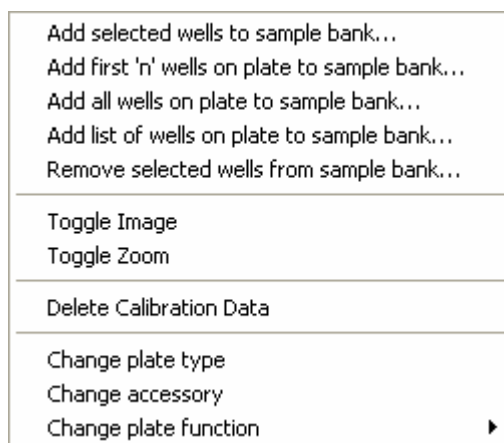 Add selected wells to sample bank...
Add first 'n' wells on plate to sample bank...
Add all wells on plate to sample bank...
Add list of wells on plate to sample bank...
Remove selected wells from sample bank...
Toggle Image
Toggle Zoom
Delete Calibration Data
Change plate type
Change accessory
Change plate function